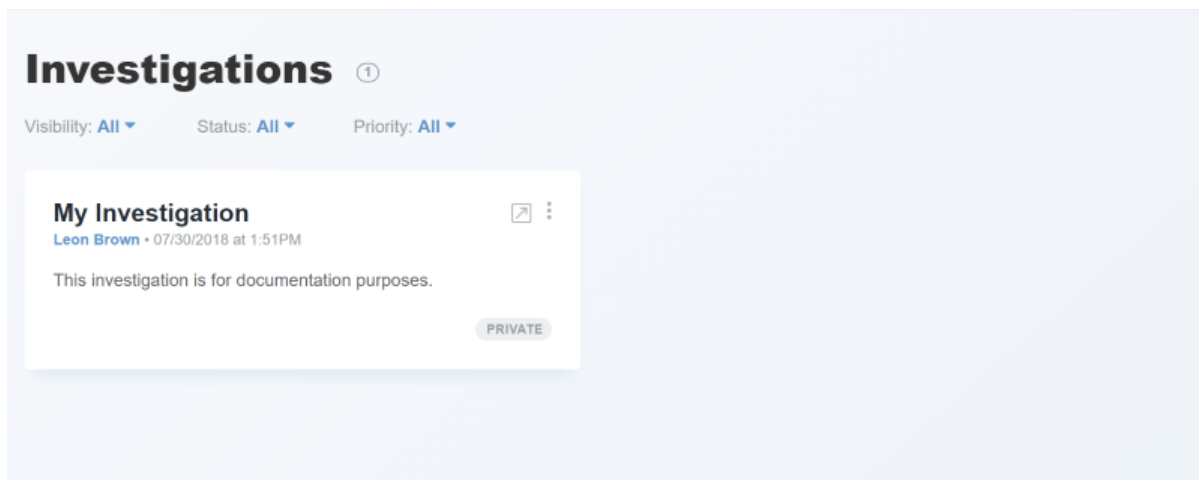 Investigations 1
Visibility: All Status: All Priority: All
My Investigation
Leon Brown • 07/30/2018 at 1:51PM
This investigation is for documentation purposes.
PRIVATE